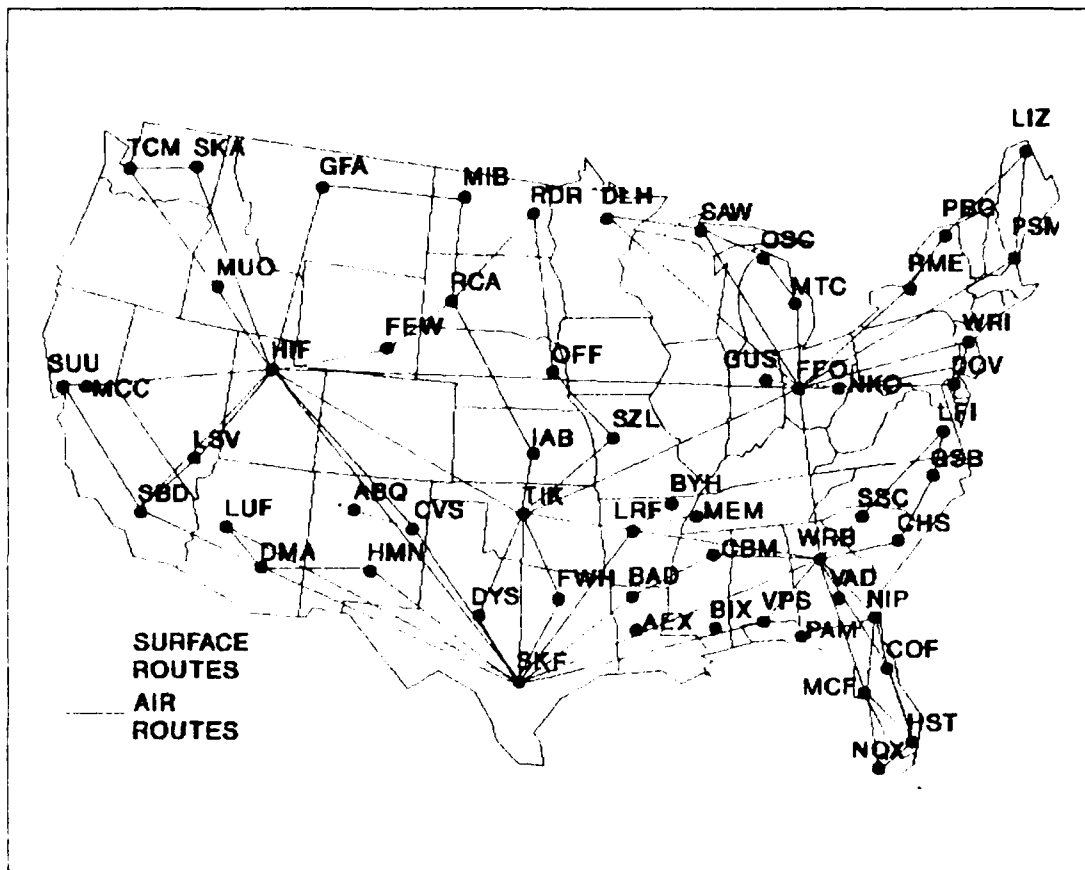 LIZ
TCM SKA
GFA
MIB
RDR DLH
SAW
PBG
PSM
OSC
RME
MUO
RCA
MTC
FEW
WRI
HIF
OFF
GUS
FFO
NKO
DOV
SUU
MCC
SZL
LFI
LSV
IAB
GSB
SBD
LUF
ABQ
CVS
TIK
BYH
LRF
MEM
SSC
CHS
DMA
HMN
CBM
WRB
DYS
FWH
BAD
VAD
NIP
AEX
BIX
VPS
PAM
COF
SURFACE
ROUTES
SKF
MCF
AIR
ROUTES
HST
NQX